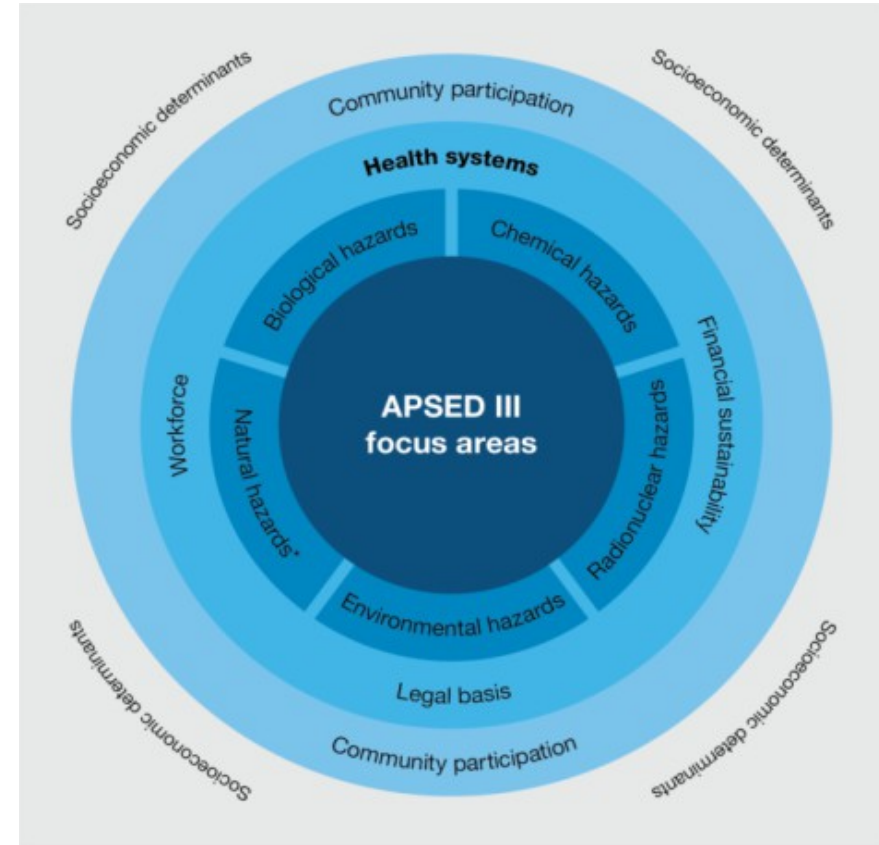 Socioeconomic determinants
Socioeconomic determinants
Community participation
Health systems
Biological hazards
Chemical hazards
Workforce
Natural hazards*
APSED III
focus areas
Radionuclear hazards
Financial sustainability
Environmental hazards
Legal basis
Community participation
Socioeconomic determinants
Socioeconomic determinants